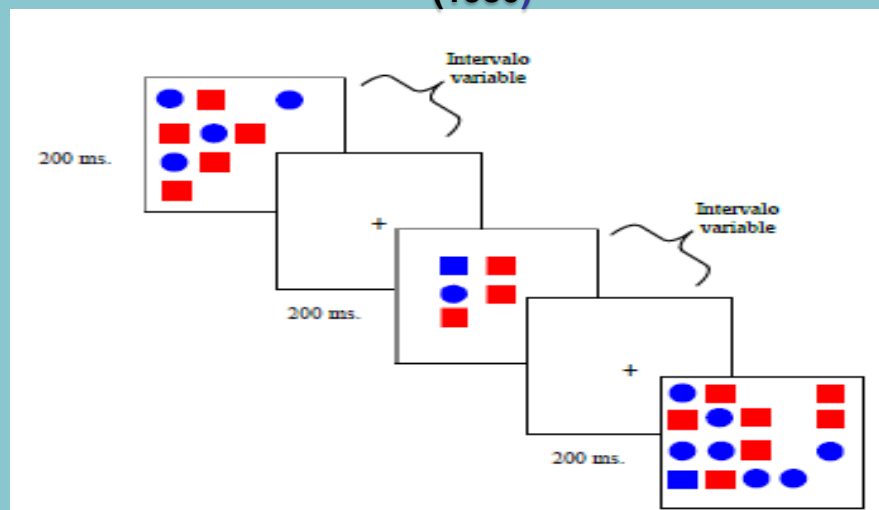 Intervalo
variable
200 ms.
+
Intervalo
variable
200 ms.
+
200 ms.